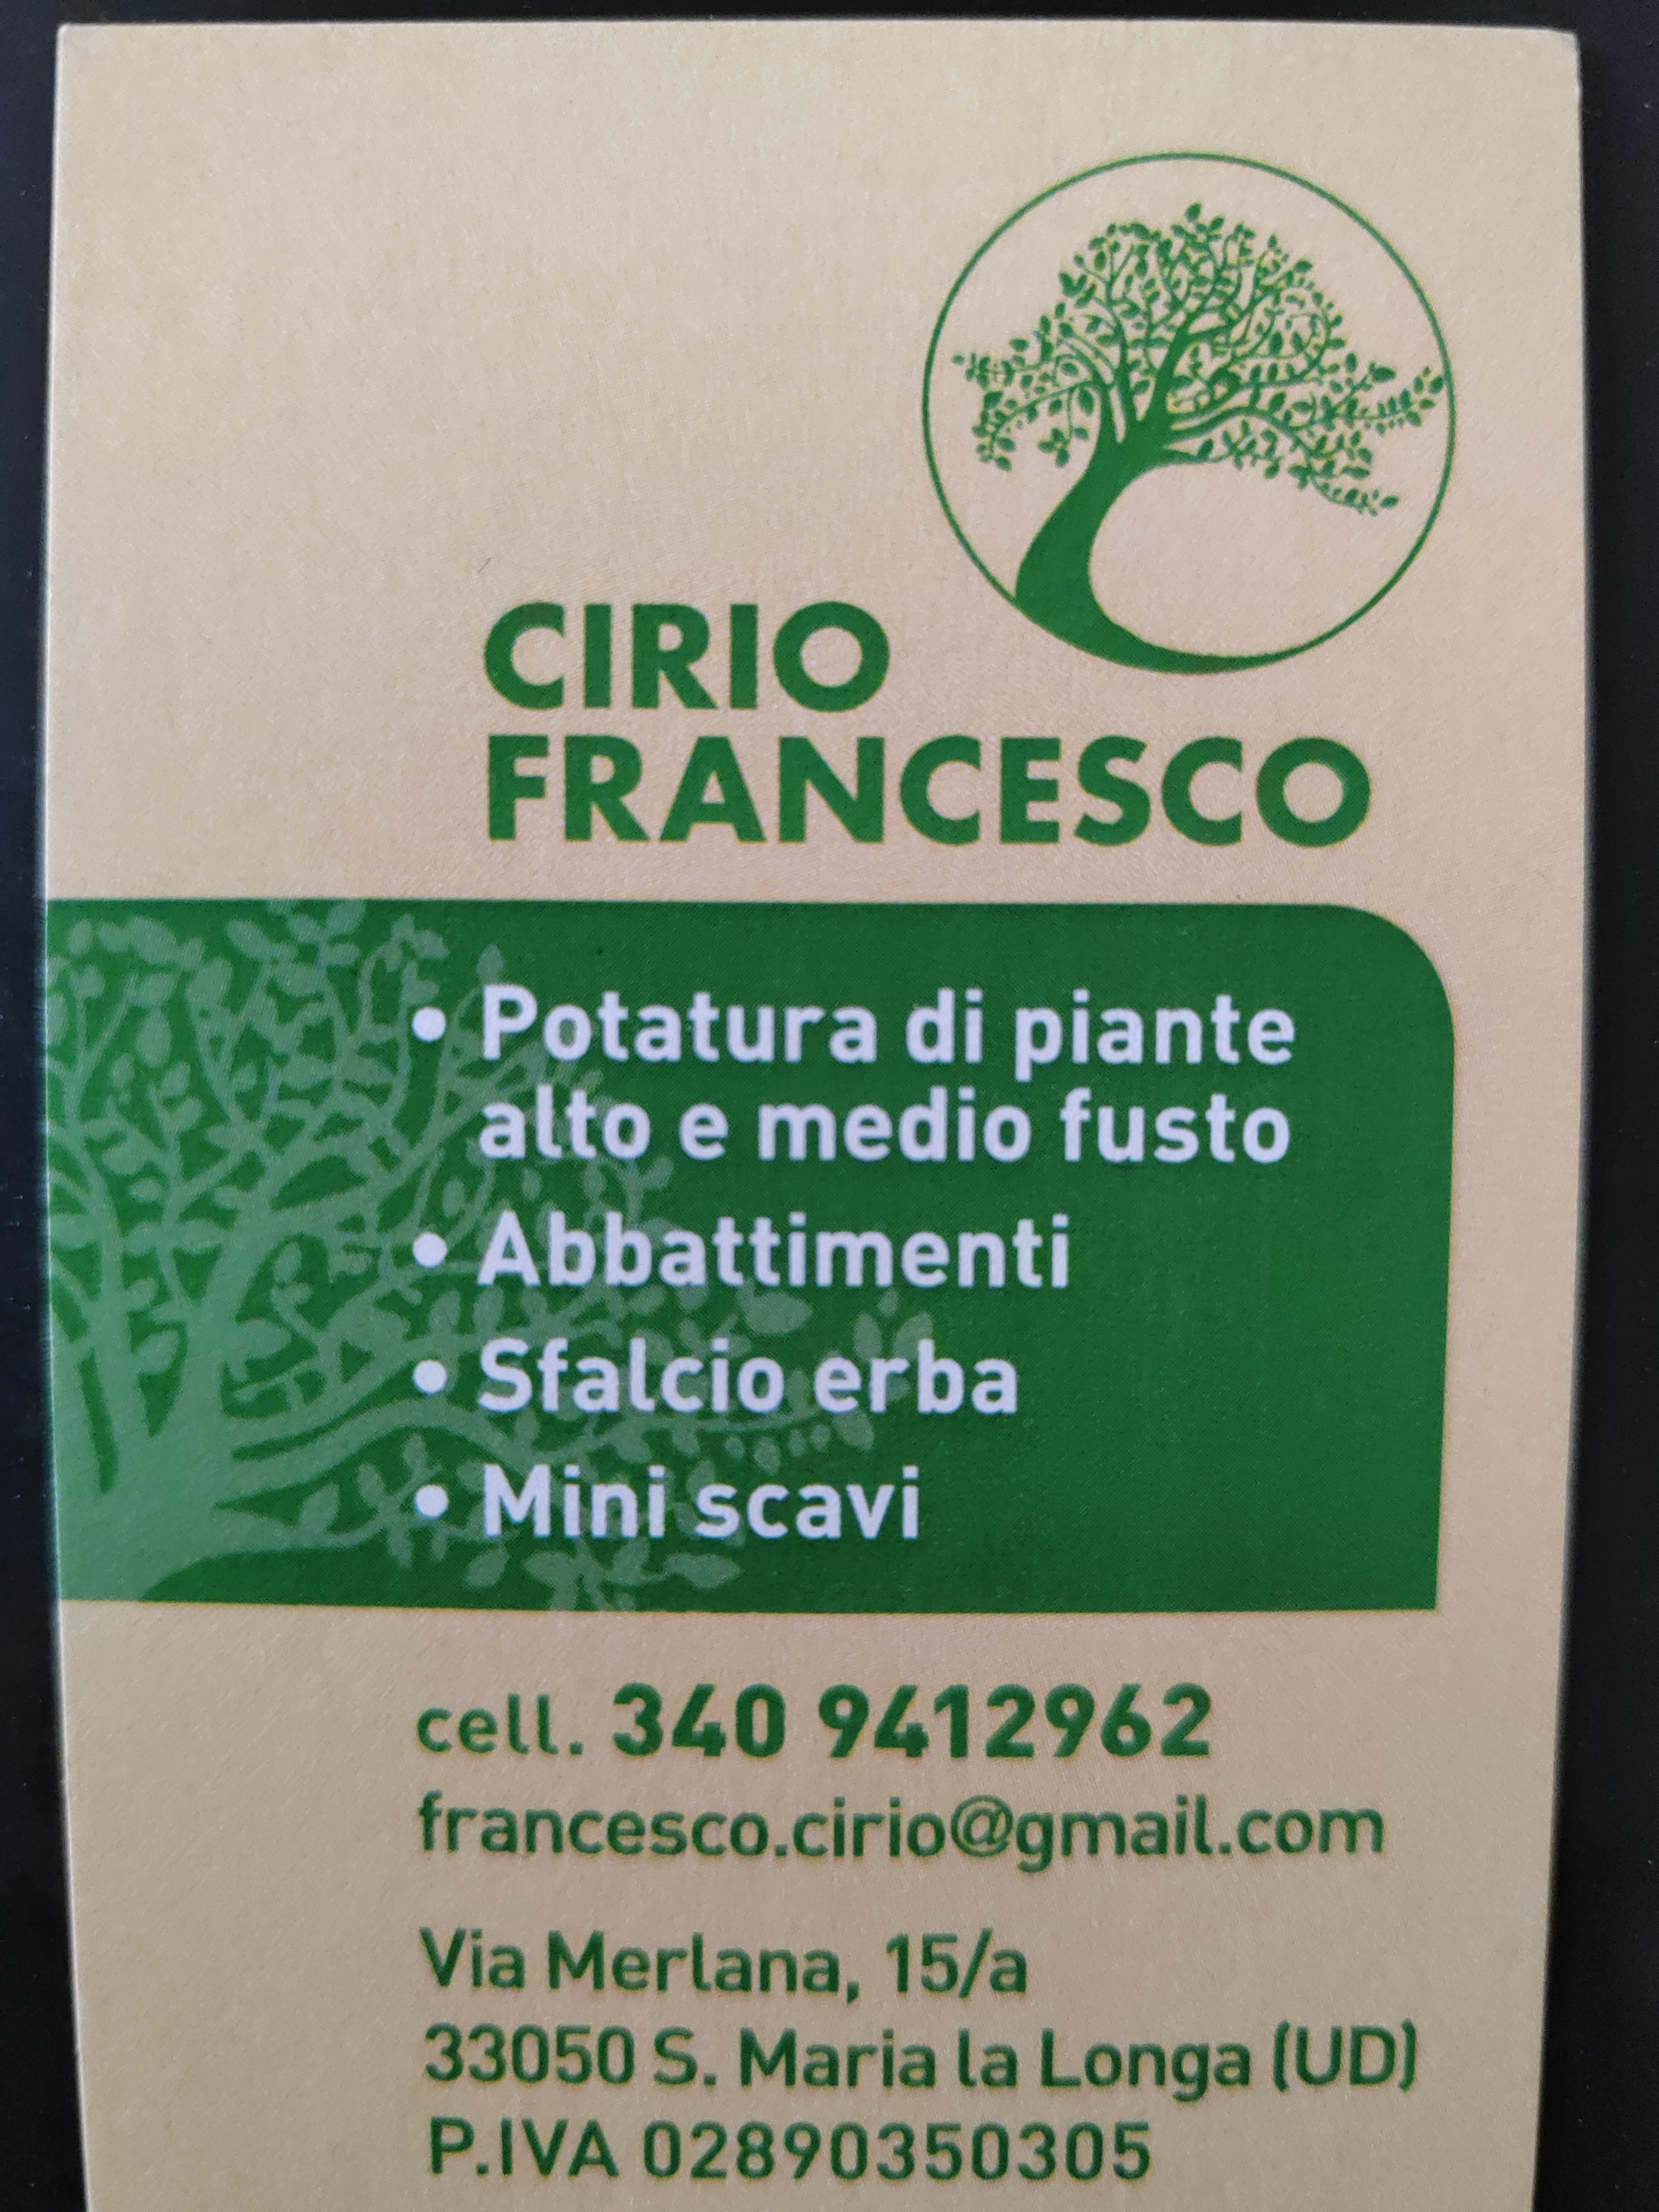 CIRIO
FRANCESCO
• Potatura di piante
alto e medio fusto
• Abbattimenti
• Sfalcio erba
• Mini scavi
cell. 340 9412962
francesco.cirio@gmail.com
Via Merlana, 15/a
33050 S. Maria la Longa (UD)
P.IVA 02890350305